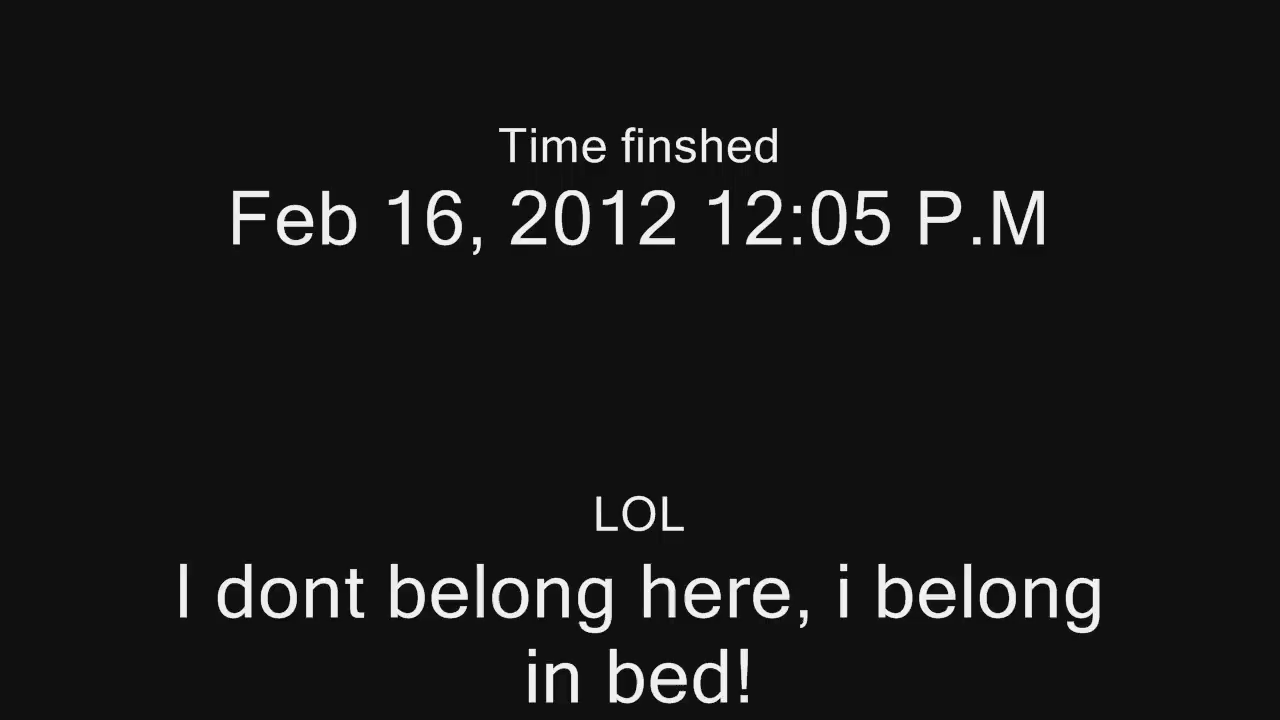 Time finshed
Feb 16, 2012 12:05 P.M
LOL
I dont belong here, i belong
in bed!